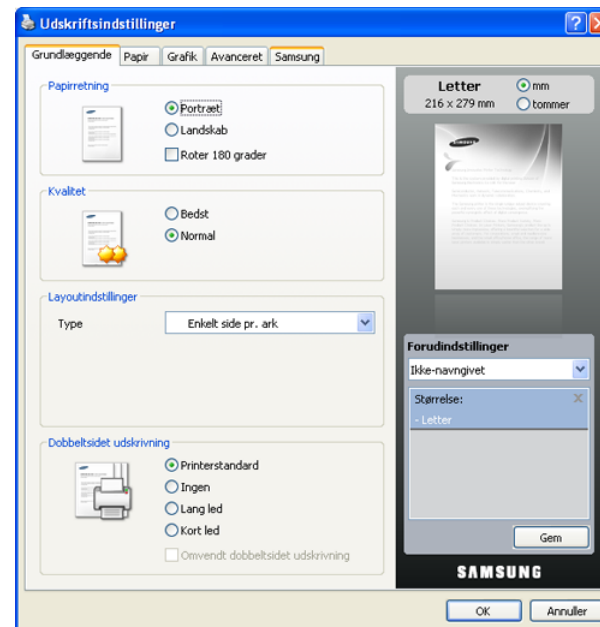 Udskriftsindstillinger
Grundlæggende Papir Grafik Avanceret Samsung
Papirretning
Portræt
Landskab
Roter 180 grader
Kvalitet
Bedst
Normal
Layoutindstillinger
Type Enkelt side pr. ark
Dobbeltsidet udskrivning
Printerstandard
Ingen
Lang led
Kort led
Omvendt dobbeltsidet udskrivning
Letter mm
216 x 279 mm tommer
SAMSUNG
Forudindstillinger
Ikke-navngivet
Størrelse:
- Letter
Gem
SAMSUNG
OK Annuller